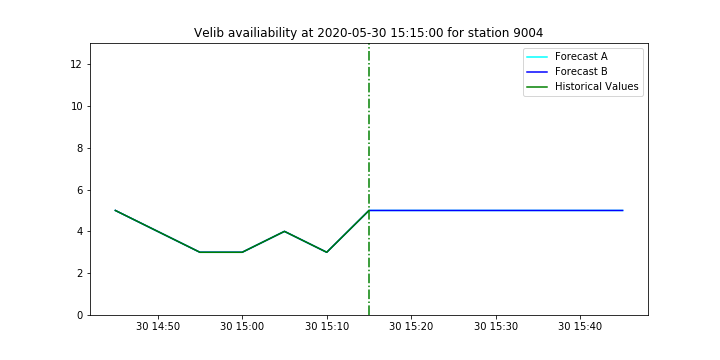 Velib availiability at 2020-05-30 15:15:00 for station 9004
Forecast A
Forecast B
Historical Values
12
10
8
6
4
2
0
30 14:50 30 15:00 30 15:10 30 15:20 30 15:30 30 15:40